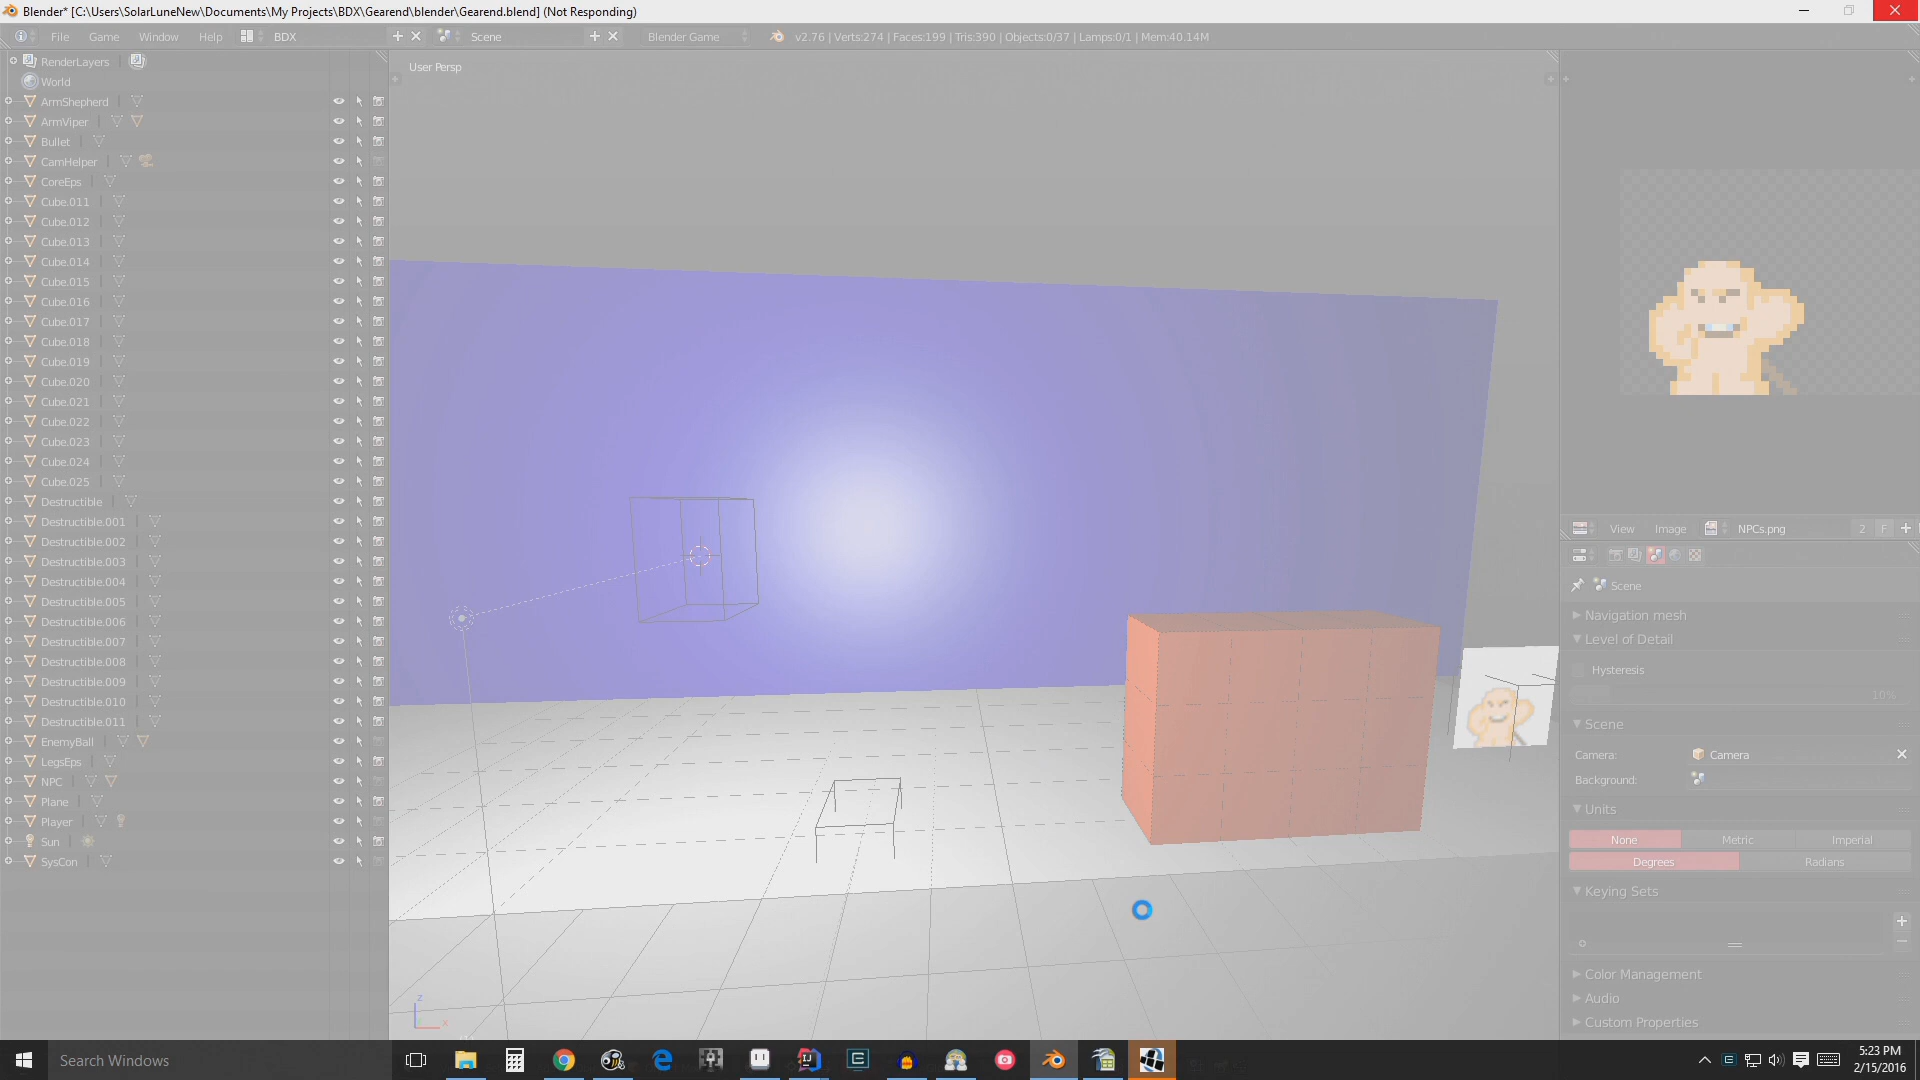 Blender* [C:\Users\SolarLuneNew\Documents\My Projects\BDX\Gearend\blender\Gearend.blend] (Not Responding)
File Game Window Help BDX Scene Blender Game v2.76 | Verts:274 | Faces:199 | Tris:390 | Objects:0/37 | Lamps:0/1 | Mem:40.14M
RenderLayers
World
ArmShepherd
ArmViper
Bullet
CamHelper
CoreEps
Cube.011
Cube.012
Cube.013
Cube.014
Cube.015
Cube.016
Cube.017
Cube.018
Cube.019
Cube.020
Cube.021
Cube.022
Cube.023
Cube.024
Cube.025
Destructible
Destructible.001
Destructible.002
Destructible.003
Destructible.004
Destructible.005
Destructible.006
Destructible.007
Destructible.008
Destructible.009
Destructible.010
Destructible.011
EnemyBall
LegsEps
NPC
Plane
Player
Sun
SysCon
User Persp
z
x
View Image NPCs.png 2 F
Scene
Navigation mesh
Level of Detail
Hysteresis
10%
Scene
Camera: Camera
Background:
Units
None Metric Imperial
Degrees Radians
Keying Sets
Color Management
Audio
Custom Properties
Search Windows
5:23 PM
2/15/2016